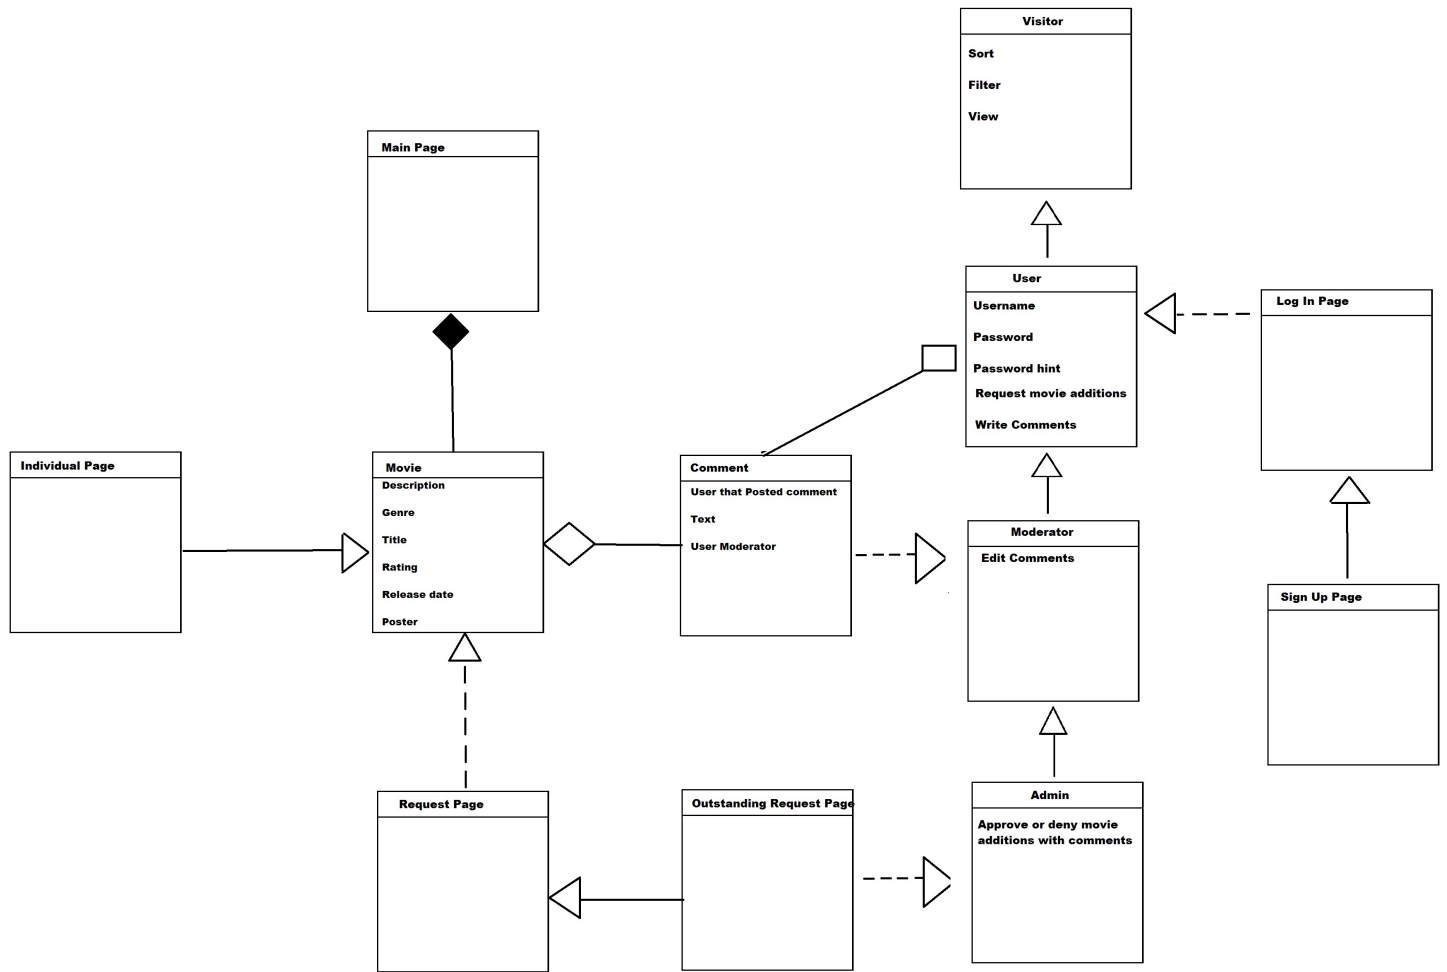 Visitor
Sort
Filter
View
Main Page
User
Username
Password
Password hint
Request movie additions
Write Comments
Log In Page
Individual Page
Movie
Description
Genre
Title
Rating
Release date
Poster
Comment
User that Posted comment
Text
User Moderator
Moderator
Edit Comments
Sign Up Page
Request Page
Outstanding Request Page
Admin
Approve or deny movie
additions with comments